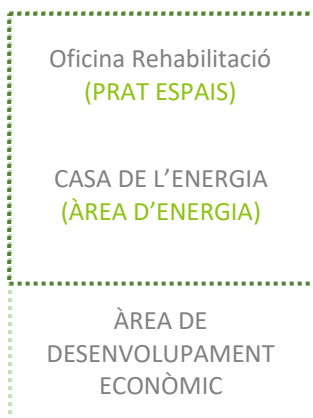 Oficina Rehabilitació
(PRAT ESPAIS)
CASA DE L’ENERGIA
(ÀREA D’ENERGIA)
ÀREA DE
DESENVOLUPAMENT
ECONÒMIC